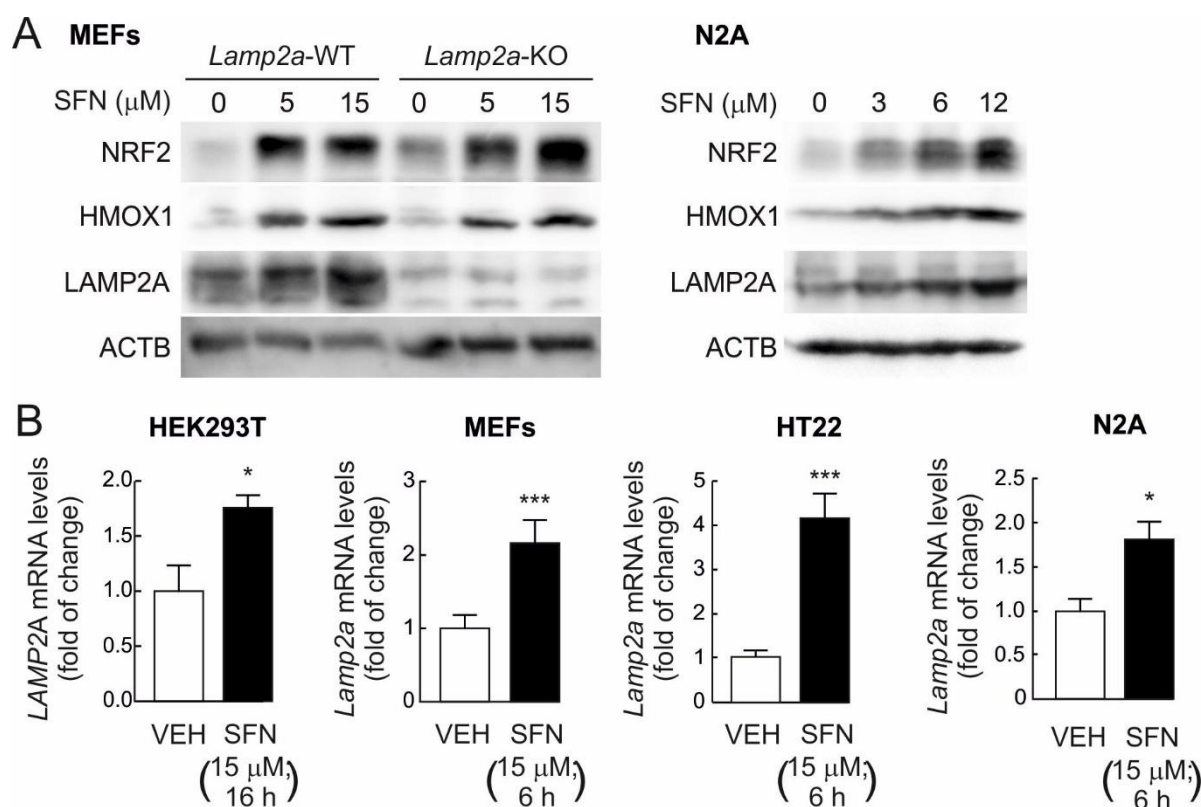 A MEFs N2A
Lamp2a-WT Lamp2a-KO
SFN (μM) 0 5 15 0 5 15 SFN (μM) 0 3 6 12
NRF2 NRF2
HMOX1 HMOX1
LAMP2A LAMP2A
ACTB ACTB
B HEK293T MEFs HT22 N2A
LAMP2A mRNA levels
(fold of change)
2.0
1.5
1.0
0.5
0.0
*
VEH SFN
(15 μM;
16 h)
Lamp2a mRNA levels
(fold of change)
3
2
1
0
***
VEH SFN
(15 μM;
6 h)
Lamp2a mRNA levels
(fold of change)
5
4
3
2
1
0
***
VEH SFN
(15 μM;
6 h)
Lamp2a mRNA levels
(fold of change)
2.5
2.0
1.5
1.0
0.5
0
*
VEH SFN
(15 μM;
6 h)